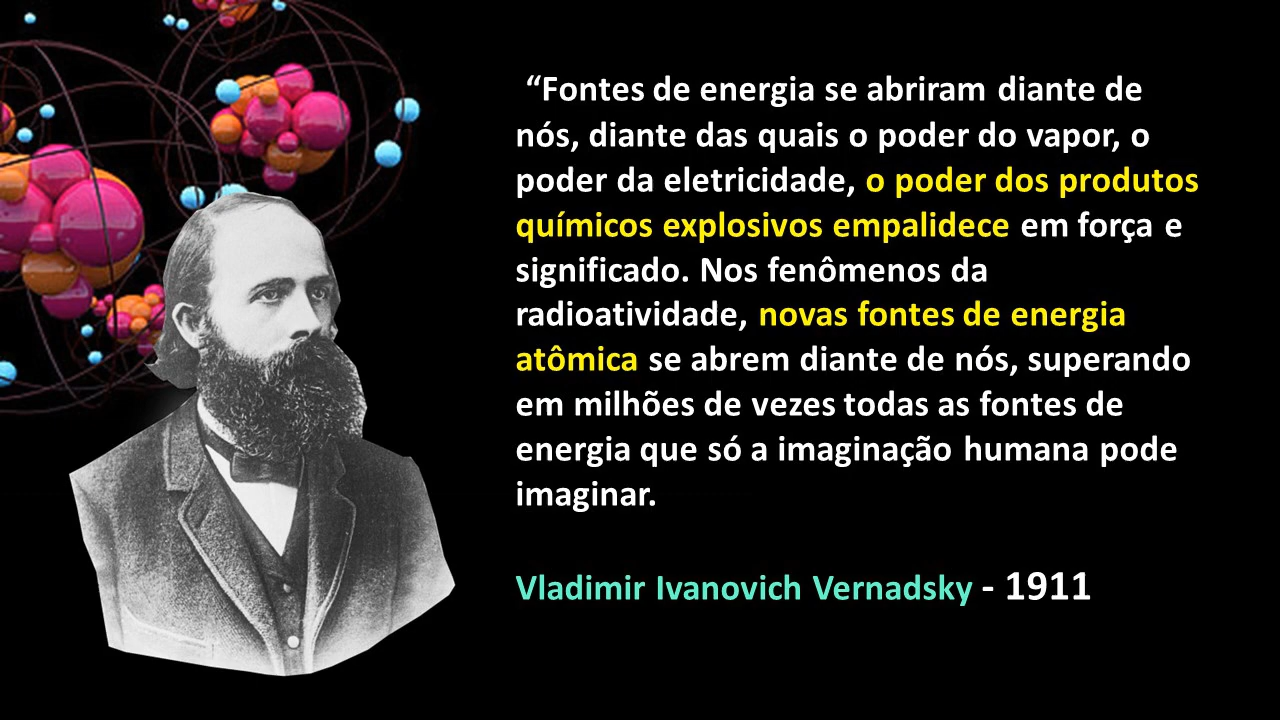 “Fontes de energia se abriram diante de
nós, diante das quais o poder do vapor, o
poder da eletricidade, o poder dos produtos
químicos explosivos empalidece em força e
significado. Nos fenômenos da
radioatividade, novas fontes de energia
atômica se abrem diante de nós, superando
em milhões de vezes todas as fontes de
energia que só a imaginação humana pode
imaginar.
Vladimir Ivanovich Vernadsky - 1911